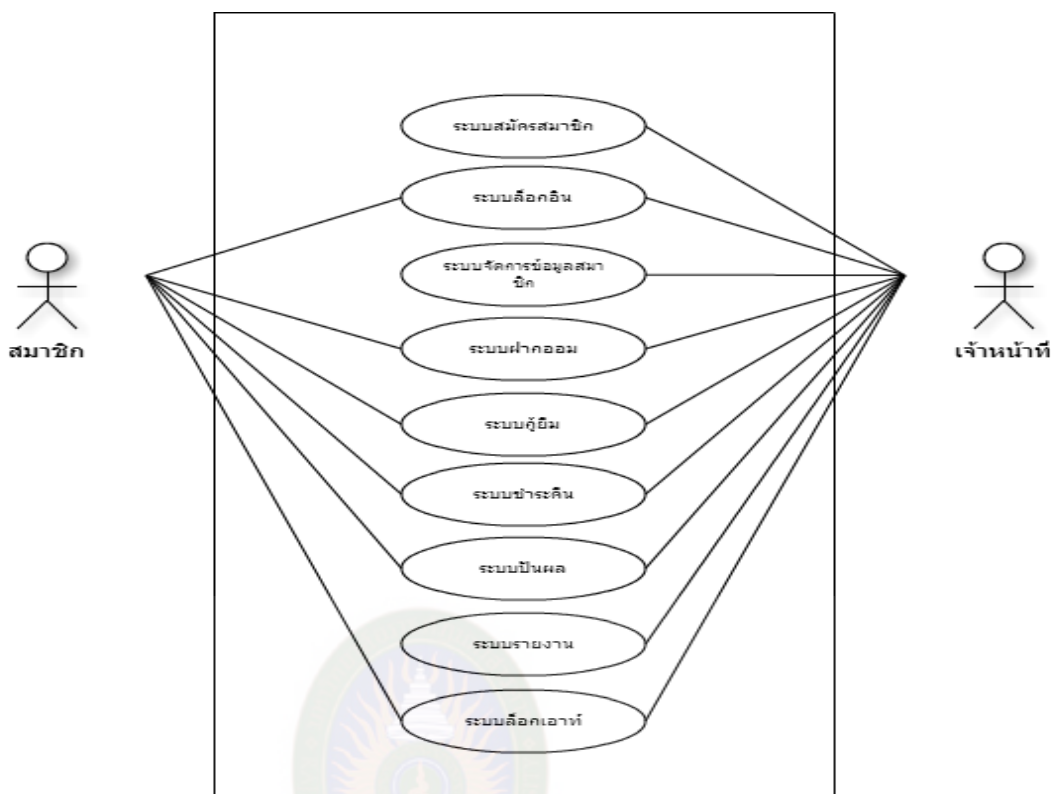 ระบบสมัครสมาชิก
ระบบล็อคอิน
ระบบจัดการข้อมูลสมา
ชิก
ระบบฝากออม
ระบบกู้ยืม
ระบบชำระคืน
ระบบปันผล
ระบบรายงาน
ระบบล็อคเอาท์
สมาชิก
เจ้าหน้าที่